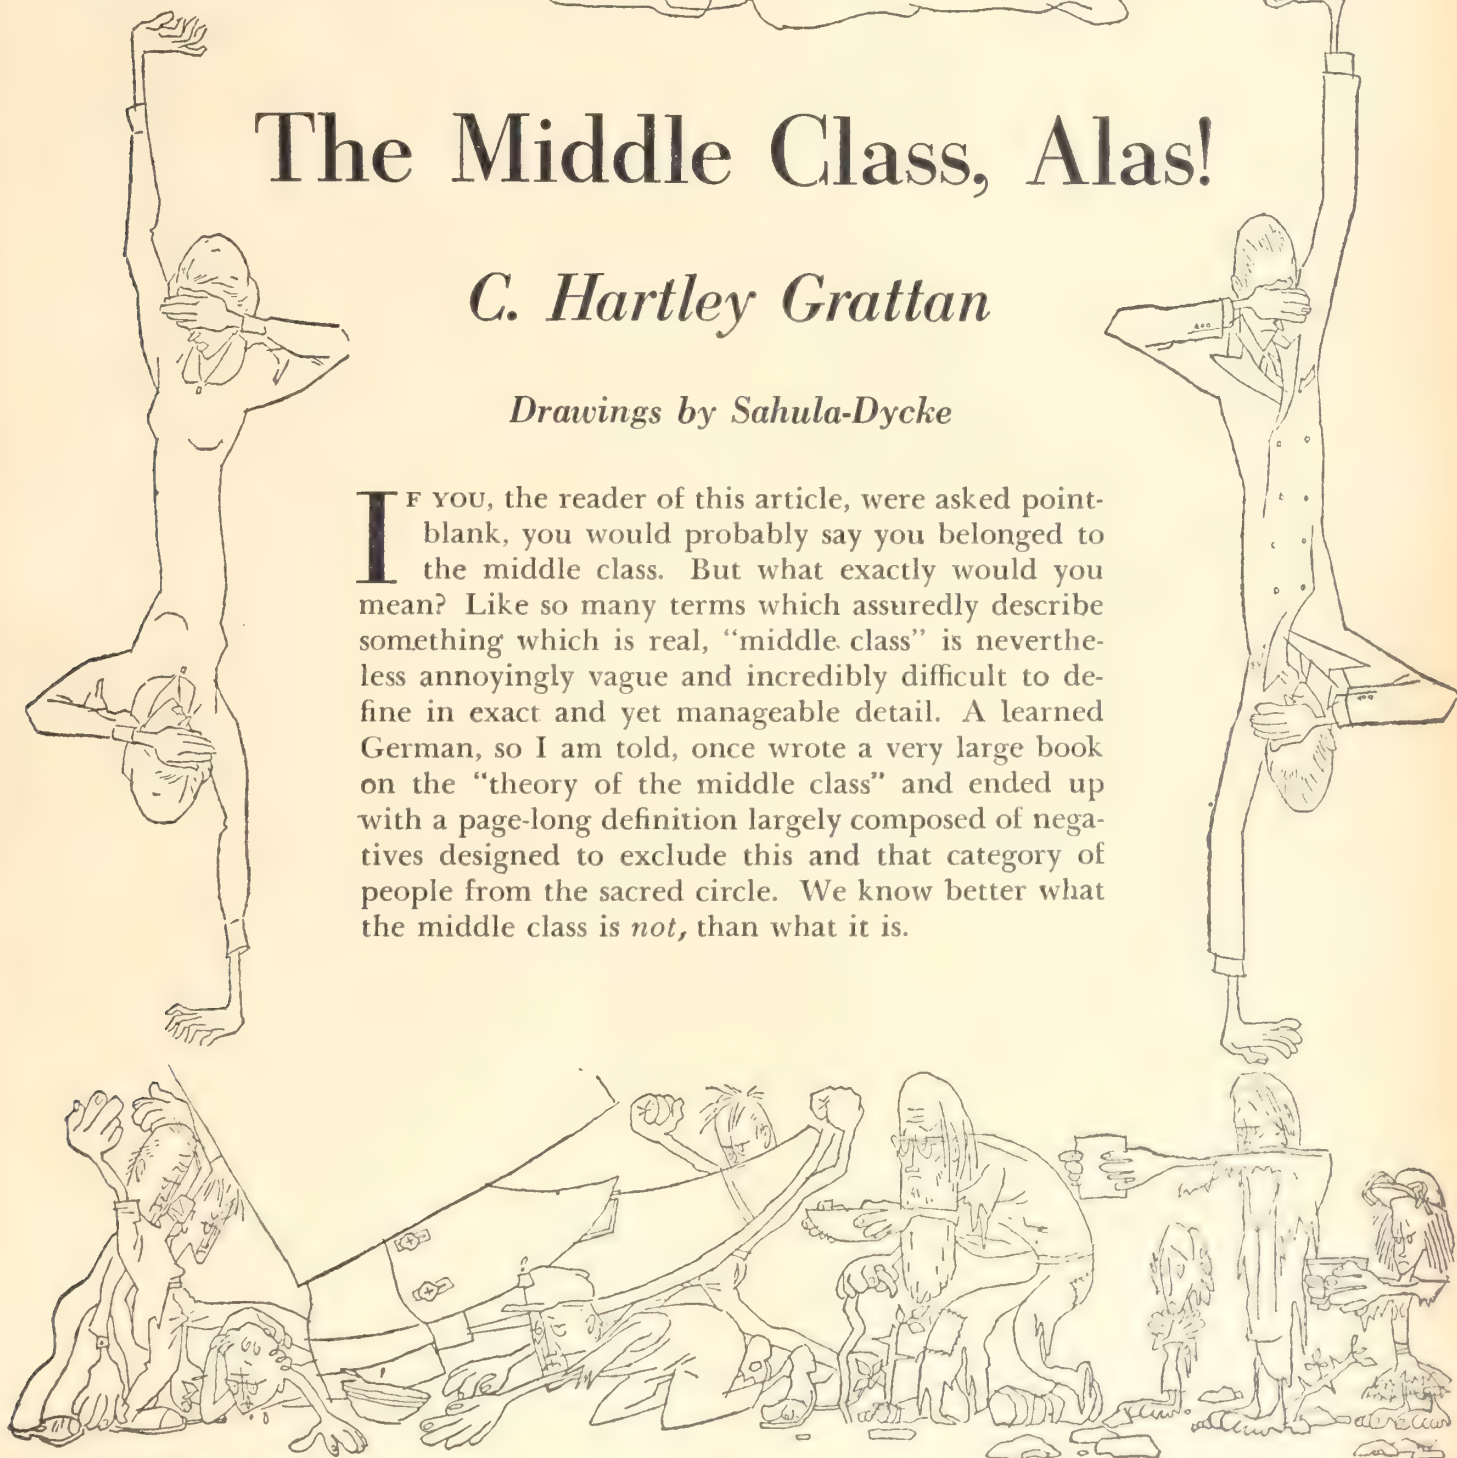 The Middle Class, Alas!
C. Hartley Grattan
Drawings by Sahula-Dycke
IF YOU, the reader of this article, were asked point-
blank, you would probably say you belonged to
the middle class. But what exactly would you
mean? Like so many terms which assuredly describe
something which is real, “middle class” is neverthe-
less annoyingly vague and incredibly difficult to de-
fine in exact and yet manageable detail. A learned
German, so I am told, once wrote a very large book
on the “theory of the middle class” and ended up
with a page-long definition largely composed of nega-
tives designed to exclude this and that category of
people from the sacred circle. We know better what
the middle class is not, than what it is.